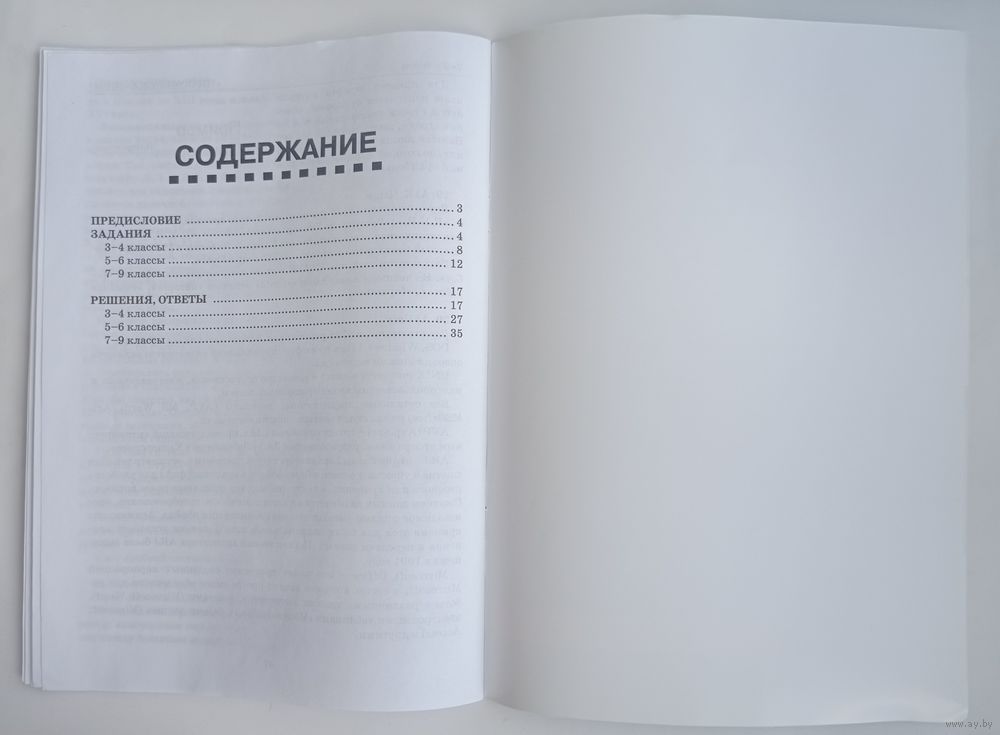 СОДЕРЖАНИЕ
ПРЕДИСЛОВИЕ ........ 3
ЗАДАНИЯ ........ 4
3–4 классы ........ 4
5–6 классы ........ 8
7–9 классы ........ 12
РЕШЕНИЯ, ОТВЕТЫ ........ 17
3–4 классы ........ 17
5–6 классы ........ 27
7–9 классы ........ 35
www.ay.by